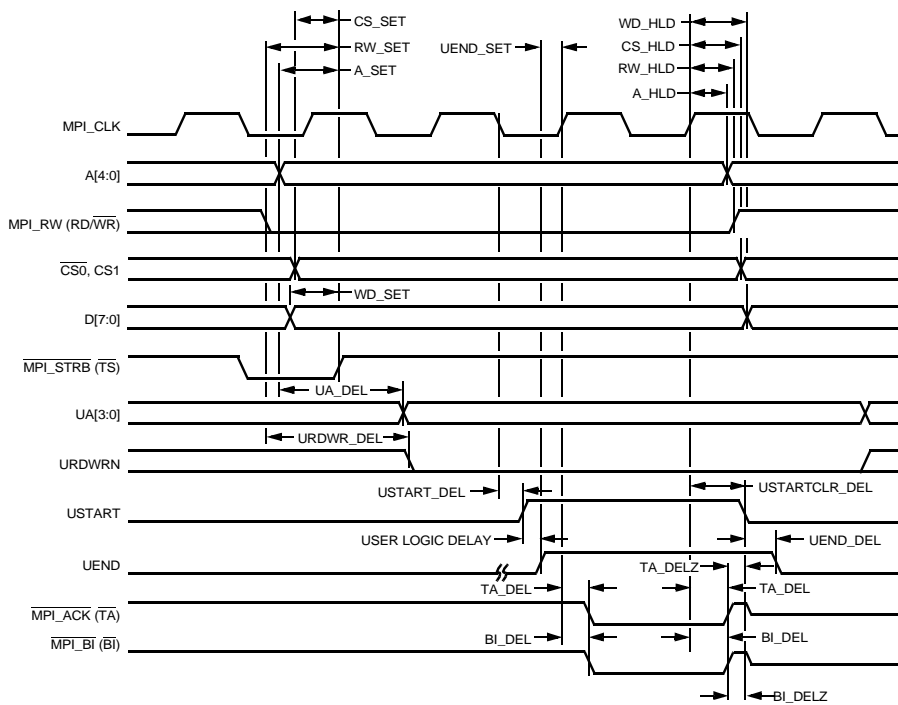 CS_SET
RW_SET
A_SET
UEND_SET
WD_HLD
CS_HLD
RW_HLD
A_HLD
MPI_CLK
A[4:0]
MPI_RW (RD/WR)
CS0, CS1
WD_SET
D[7:0]
MPI_STRB (TS)
UA_DEL
UA[3:0]
URDWR_DEL
URDWRN
USTART_DEL
USTARTCLR_DEL
USTART
USER LOGIC DELAY
UEND_DEL
UEND
TA_DELZ
TA_DEL
TA_DEL
MPI_ACK (TA)
MPI_BI (BI)
BI_DEL
BI_DEL
BI_DELZ